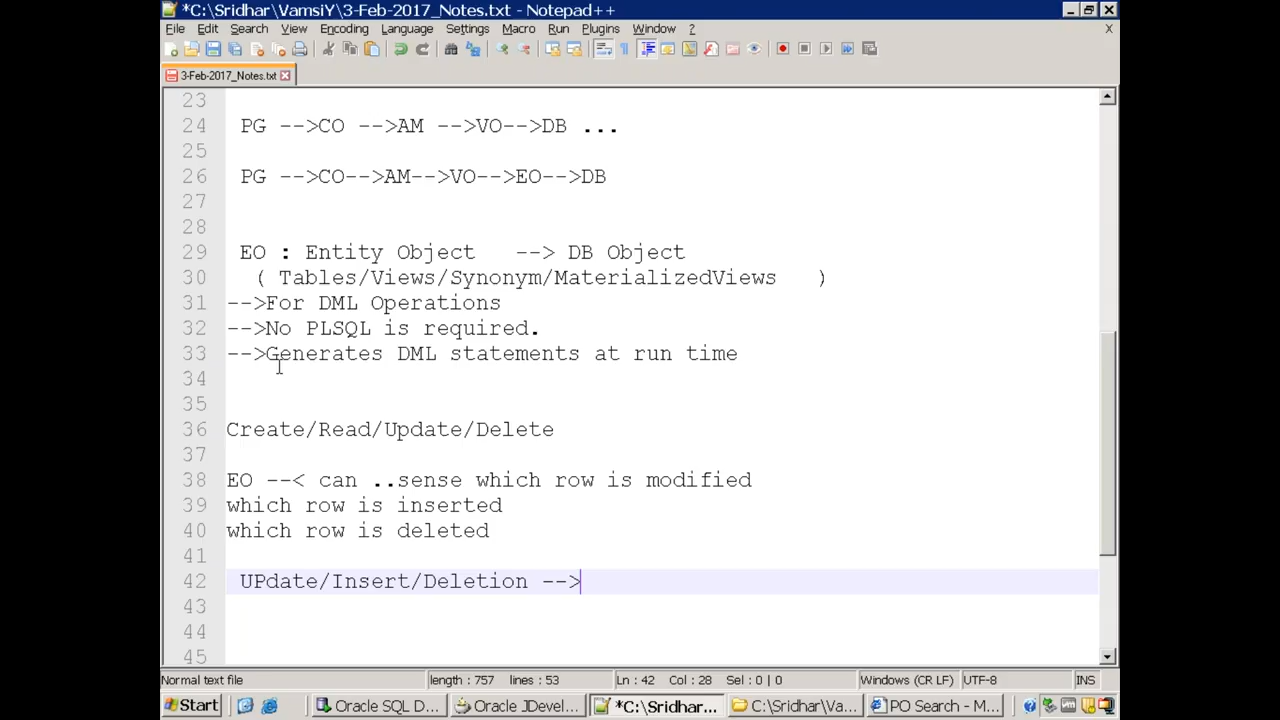 *C:\Sridhar\VamsiY\3-Feb-2017_Notes.txt - Notepad++
File Edit Search View Encoding Language Settings Macro Run Plugins Window ? X
3-Feb-2017_Notes.txt
23
24 PG -->CO -->AM -->VO-->DB ...
25
26 PG -->CO-->AM-->VO-->EO-->DB
27
28
29 EO : Entity Object --> DB Object
30 ( Tables/Views/Synonym/MaterializedViews )
31 -->For DML Operations
32 -->No PLSQL is required.
33 -->Generates DML statements at run time
34
35
36 Create/Read/Update/Delete
37
38 EO --< can ..sense which row is modified
39 which row is inserted
40 which row is deleted
41
42 UPdate/Insert/Deletion -->
43
44
45
Normal text file length : 757 lines : 53 Ln : 42 Col : 28 Sel : 0 | 0 Windows (CR LF) UTF-8 INS
Start Oracle SQL D... Oracle JDevel... *C:\Sridhar\... C:\Sridhar\Va... PO Search - M...